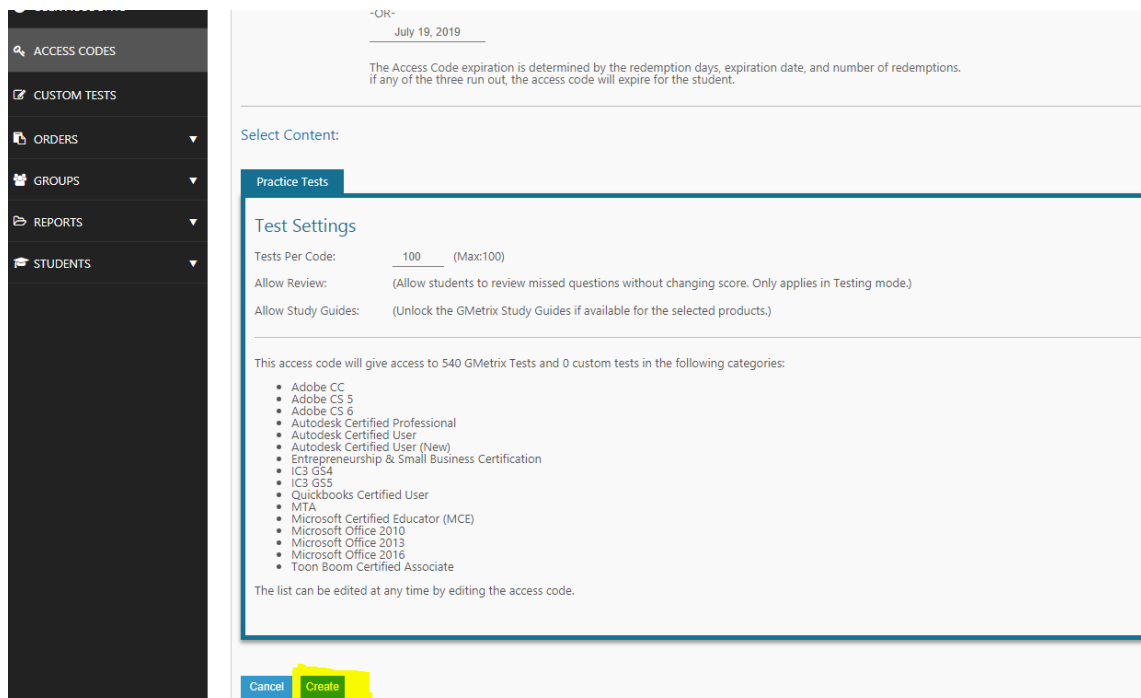 ACCESS CODES
CUSTOM TESTS
ORDERS
GROUPS
REPORTS
STUDENTS
-OR-
July 19, 2019
The Access Code expiration is determined by the redemption days, expiration date, and number of redemptions.
if any of the three run out, the access code will expire for the student.
Select Content:
Practice Tests
Test Settings
Tests Per Code: 100 (Max:100)
Allow Review: (Allow students to review missed questions without changing score. Only applies in Testing mode.)
Allow Study Guides: (Unlock the GMetrix Study Guides if available for the selected products.)
This access code will give access to 540 GMetrix Tests and 0 custom tests in the following categories:
Adobe CC
Adobe CS 5
Adobe CS 6
Autodesk Certified Professional
Autodesk Certified User
Autodesk Certified User (New)
Entrepreneurship & Small Business Certification
IC3 GS4
IC3 GS5
Quickbooks Certified User
MTA
Microsoft Certified Educator (MCE)
Microsoft Office 2010
Microsoft Office 2013
Microsoft Office 2016
Toon Boom Certified Associate
The list can be edited at any time by editing the access code.
Cancel Create